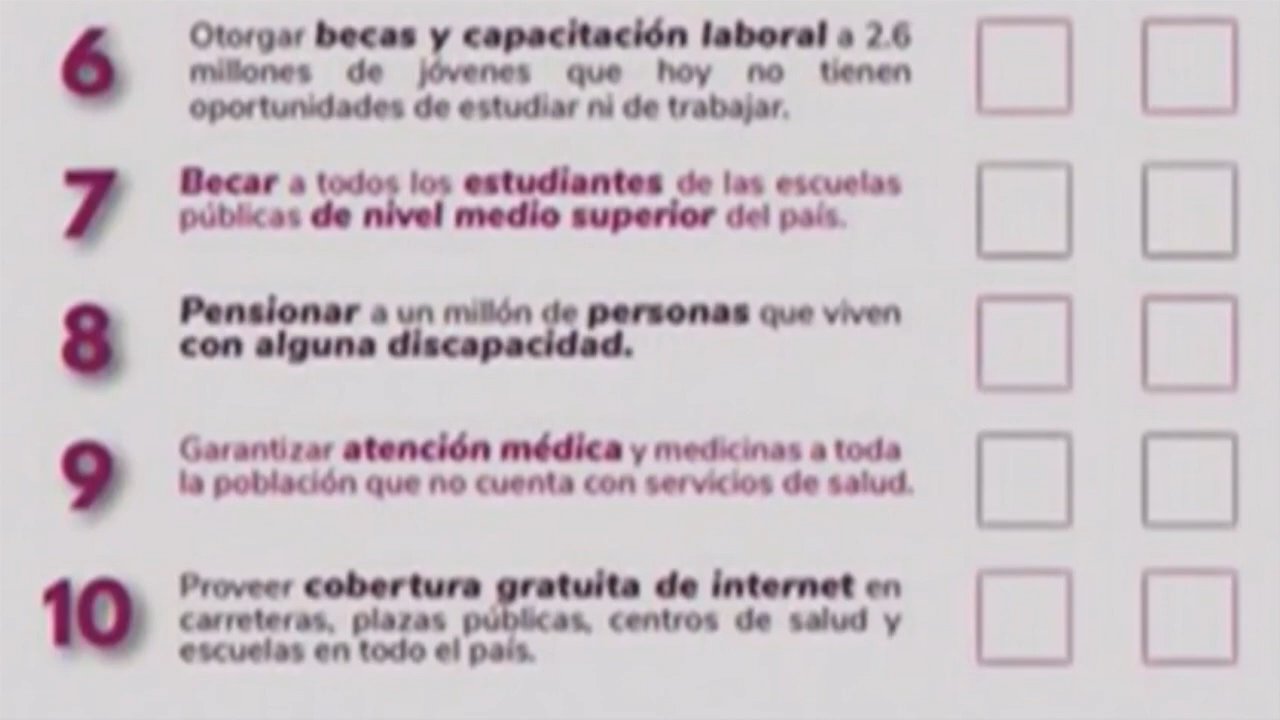 6 Otorgar becas y capacitación laboral a 2.6
millones de jóvenes que hoy no tienen
oportunidades de estudiar ni de trabajar.
7 Becar a todos los estudiantes de las escuelas
públicas de nivel medio superior del país.
8 Pensionar a un millón de personas que viven
con alguna discapacidad.
9 Garantizar atención médica y medicinas a toda
la población que no cuenta con servicios de salud.
10 Proveer cobertura gratuita de internet en
carreteras, plazas públicas, centros de salud y
escuelas en todo el país.